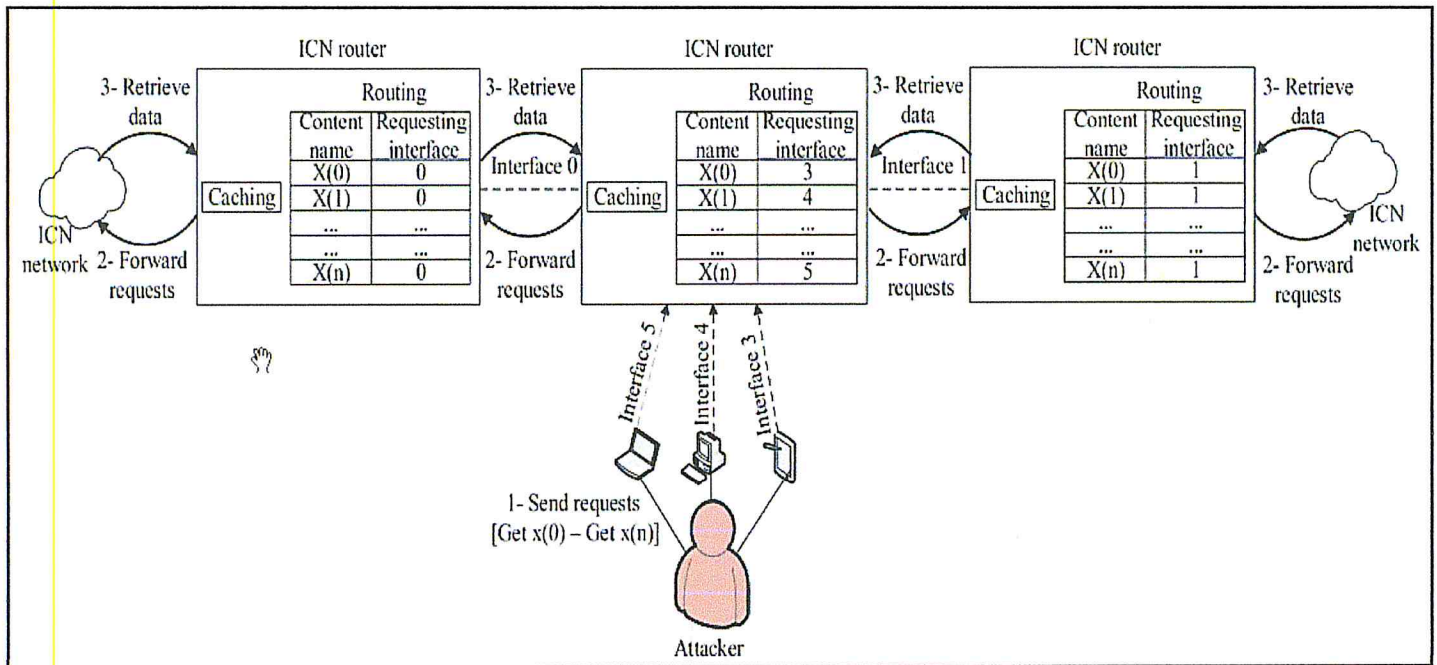 ICN router
ICN router
ICN router
3- Retrieve
data
Routing
Content
name
Requesting
interface
X(0) 0
X(1) 0
... ...
... ...
X(n) 0
Caching
ICN
network
2- Forward
requests
3- Retrieve
data
Interface 0
2- Forward
requests
Routing
Content
name
Requesting
interface
X(0) 3
X(1) 4
... ...
... ...
X(n) 5
Caching
3- Retrieve
data
Interface 1
2- Forward
requests
Routing
Content
name
Requesting
interface
X(0) 1
X(1) 1
... ...
... ...
X(n) 1
Caching
3- Retrieve
data
ICN
network
2- Forward
requests
Interface 5
Interface 4
Interface 3
1- Send requests
[Get x(0) – Get x(n)]
Attacker